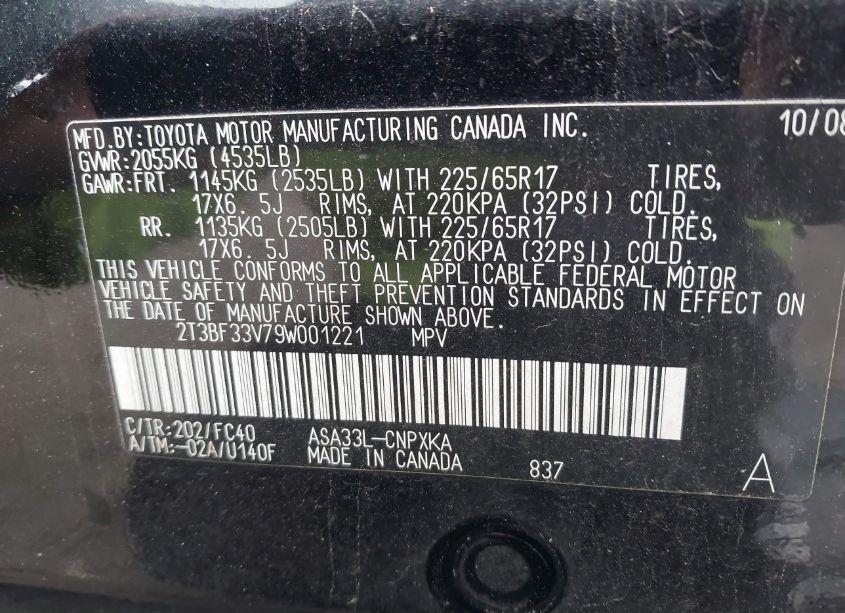 MFD.BY:TOYOTA MOTOR MANUFACTURING CANADA INC. 10/08
GVWR:2055KG (4535LB)
GAWR:FRT. 1145KG (2535LB) WITH 225/65R17 TIRES,
17X6. 5J RIMS, AT 220KPA (32PSI) COLD.
RR. 1135KG (2505LB) WITH 225/65R17 TIRES,
17X6. 5J RIMS, AT 220KPA (32PSI) COLD.
THIS VEHICLE CONFORMS TO ALL APPLICABLE FEDERAL MOTOR
VEHICLE SAFETY AND THEFT PREVENTION STANDARDS IN EFFECT ON
THE DATE OF MANUFACTURE SHOWN ABOVE.
2T3BF33V79W001221 MPV
C/TR:202/FC40 ASA33L-CNPXKA
A/TM:-02A/U140F MADE IN CANADA 837 A